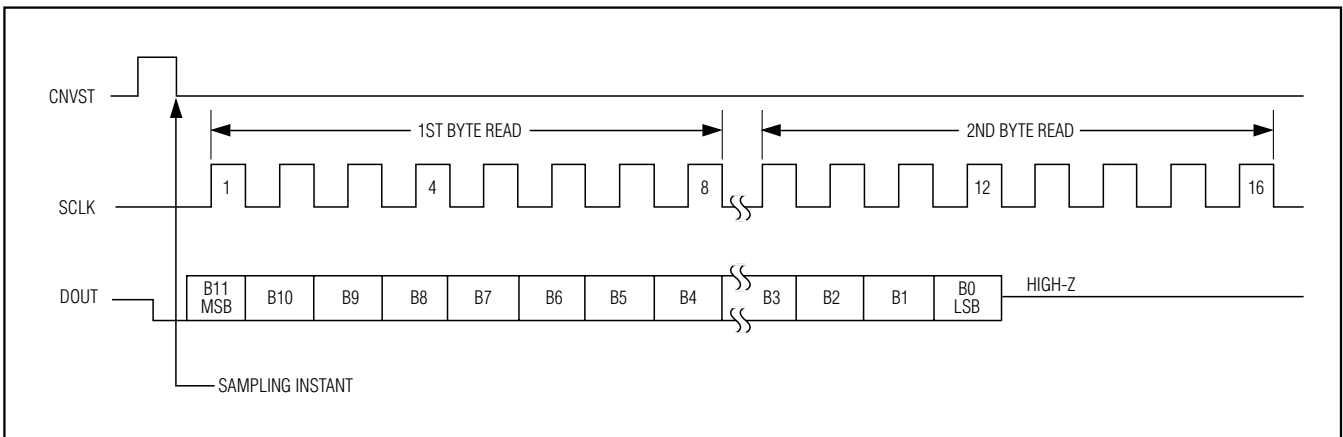 CNVST
1ST BYTE READ
2ND BYTE READ
1
4
8
12
16
SCLK
DOUT
B11
MSB
B10
B9
B8
B7
B6
B5
B4
B3
B2
B1
B0
LSB
HIGH-Z
SAMPLING INSTANT